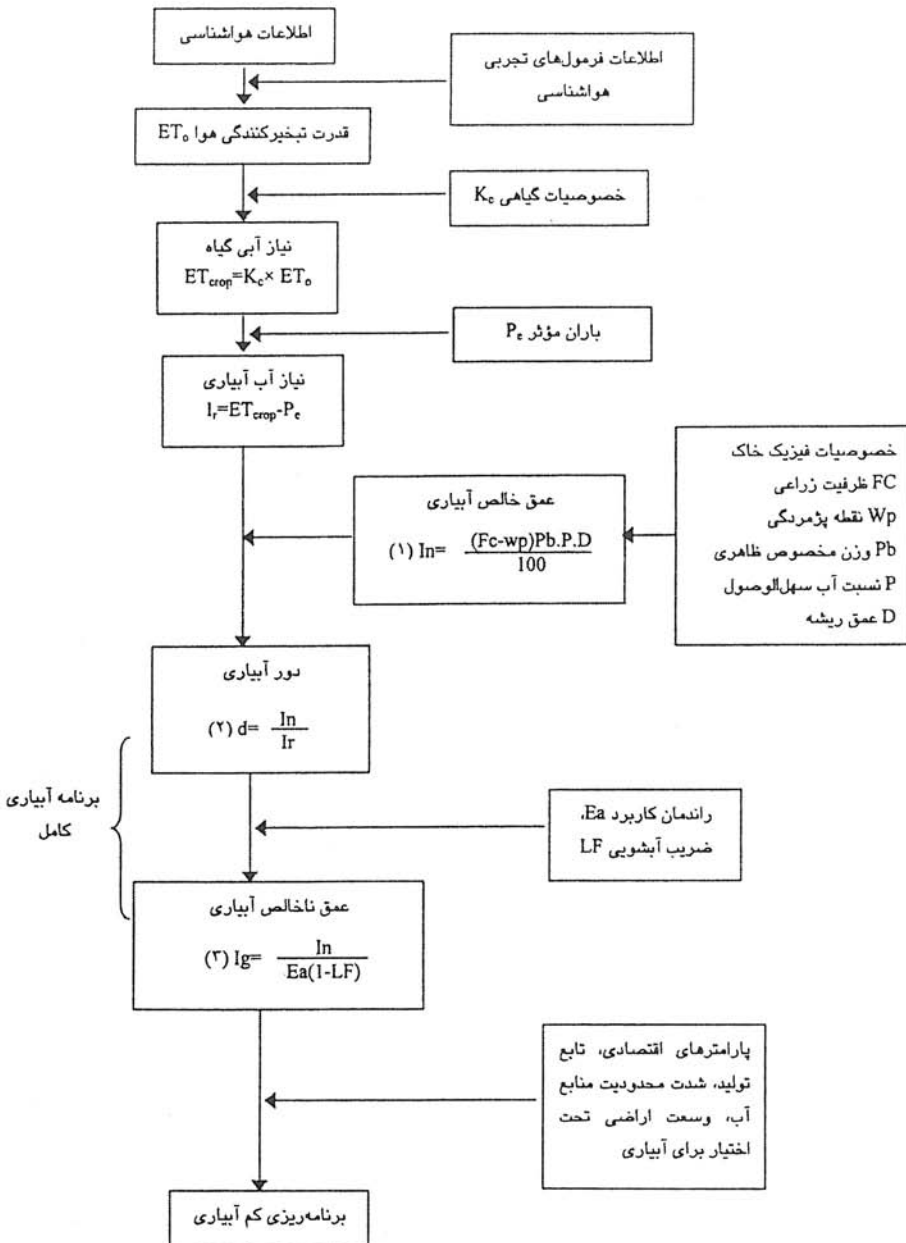 اطلاعات هواشناسی
اطلاعات فرمول‌های تجربی
هواشناسی
قدرت تبخیرکنندگی هوا ETo
خصوصیات گیاهی Kc
نیاز آبی گیاه
ETcrop=Kc× ETo
باران مؤثر Pe
نیاز آب آبیاری
Ir=ETcrop-Pe
خصوصیات فیزیک خاک
FC ظرفیت زراعی
Wp نقطه پژمردگی
Pb وزن مخصوص ظاهری
P نسبت آب سهل‌الوصول
D عمق ریشه
عمق خالص آبیاری
(۱) In= (Fc-wp)Pb.P.D
100
دور آبیاری
(۲) d= In
Ir
برنامه آبیاری
کامل
راندمان کاربرد Ea،
ضریب آبشویی LF
عمق ناخالص آبیاری
(۳) Ig= In
Ea(1-LF)
پارامترهای اقتصادی، تابع
تولید، شدت محدودیت منابع
آب، وسعت اراضی تحت
اختیار برای آبیاری
برنامه‌ریزی کم آبیاری